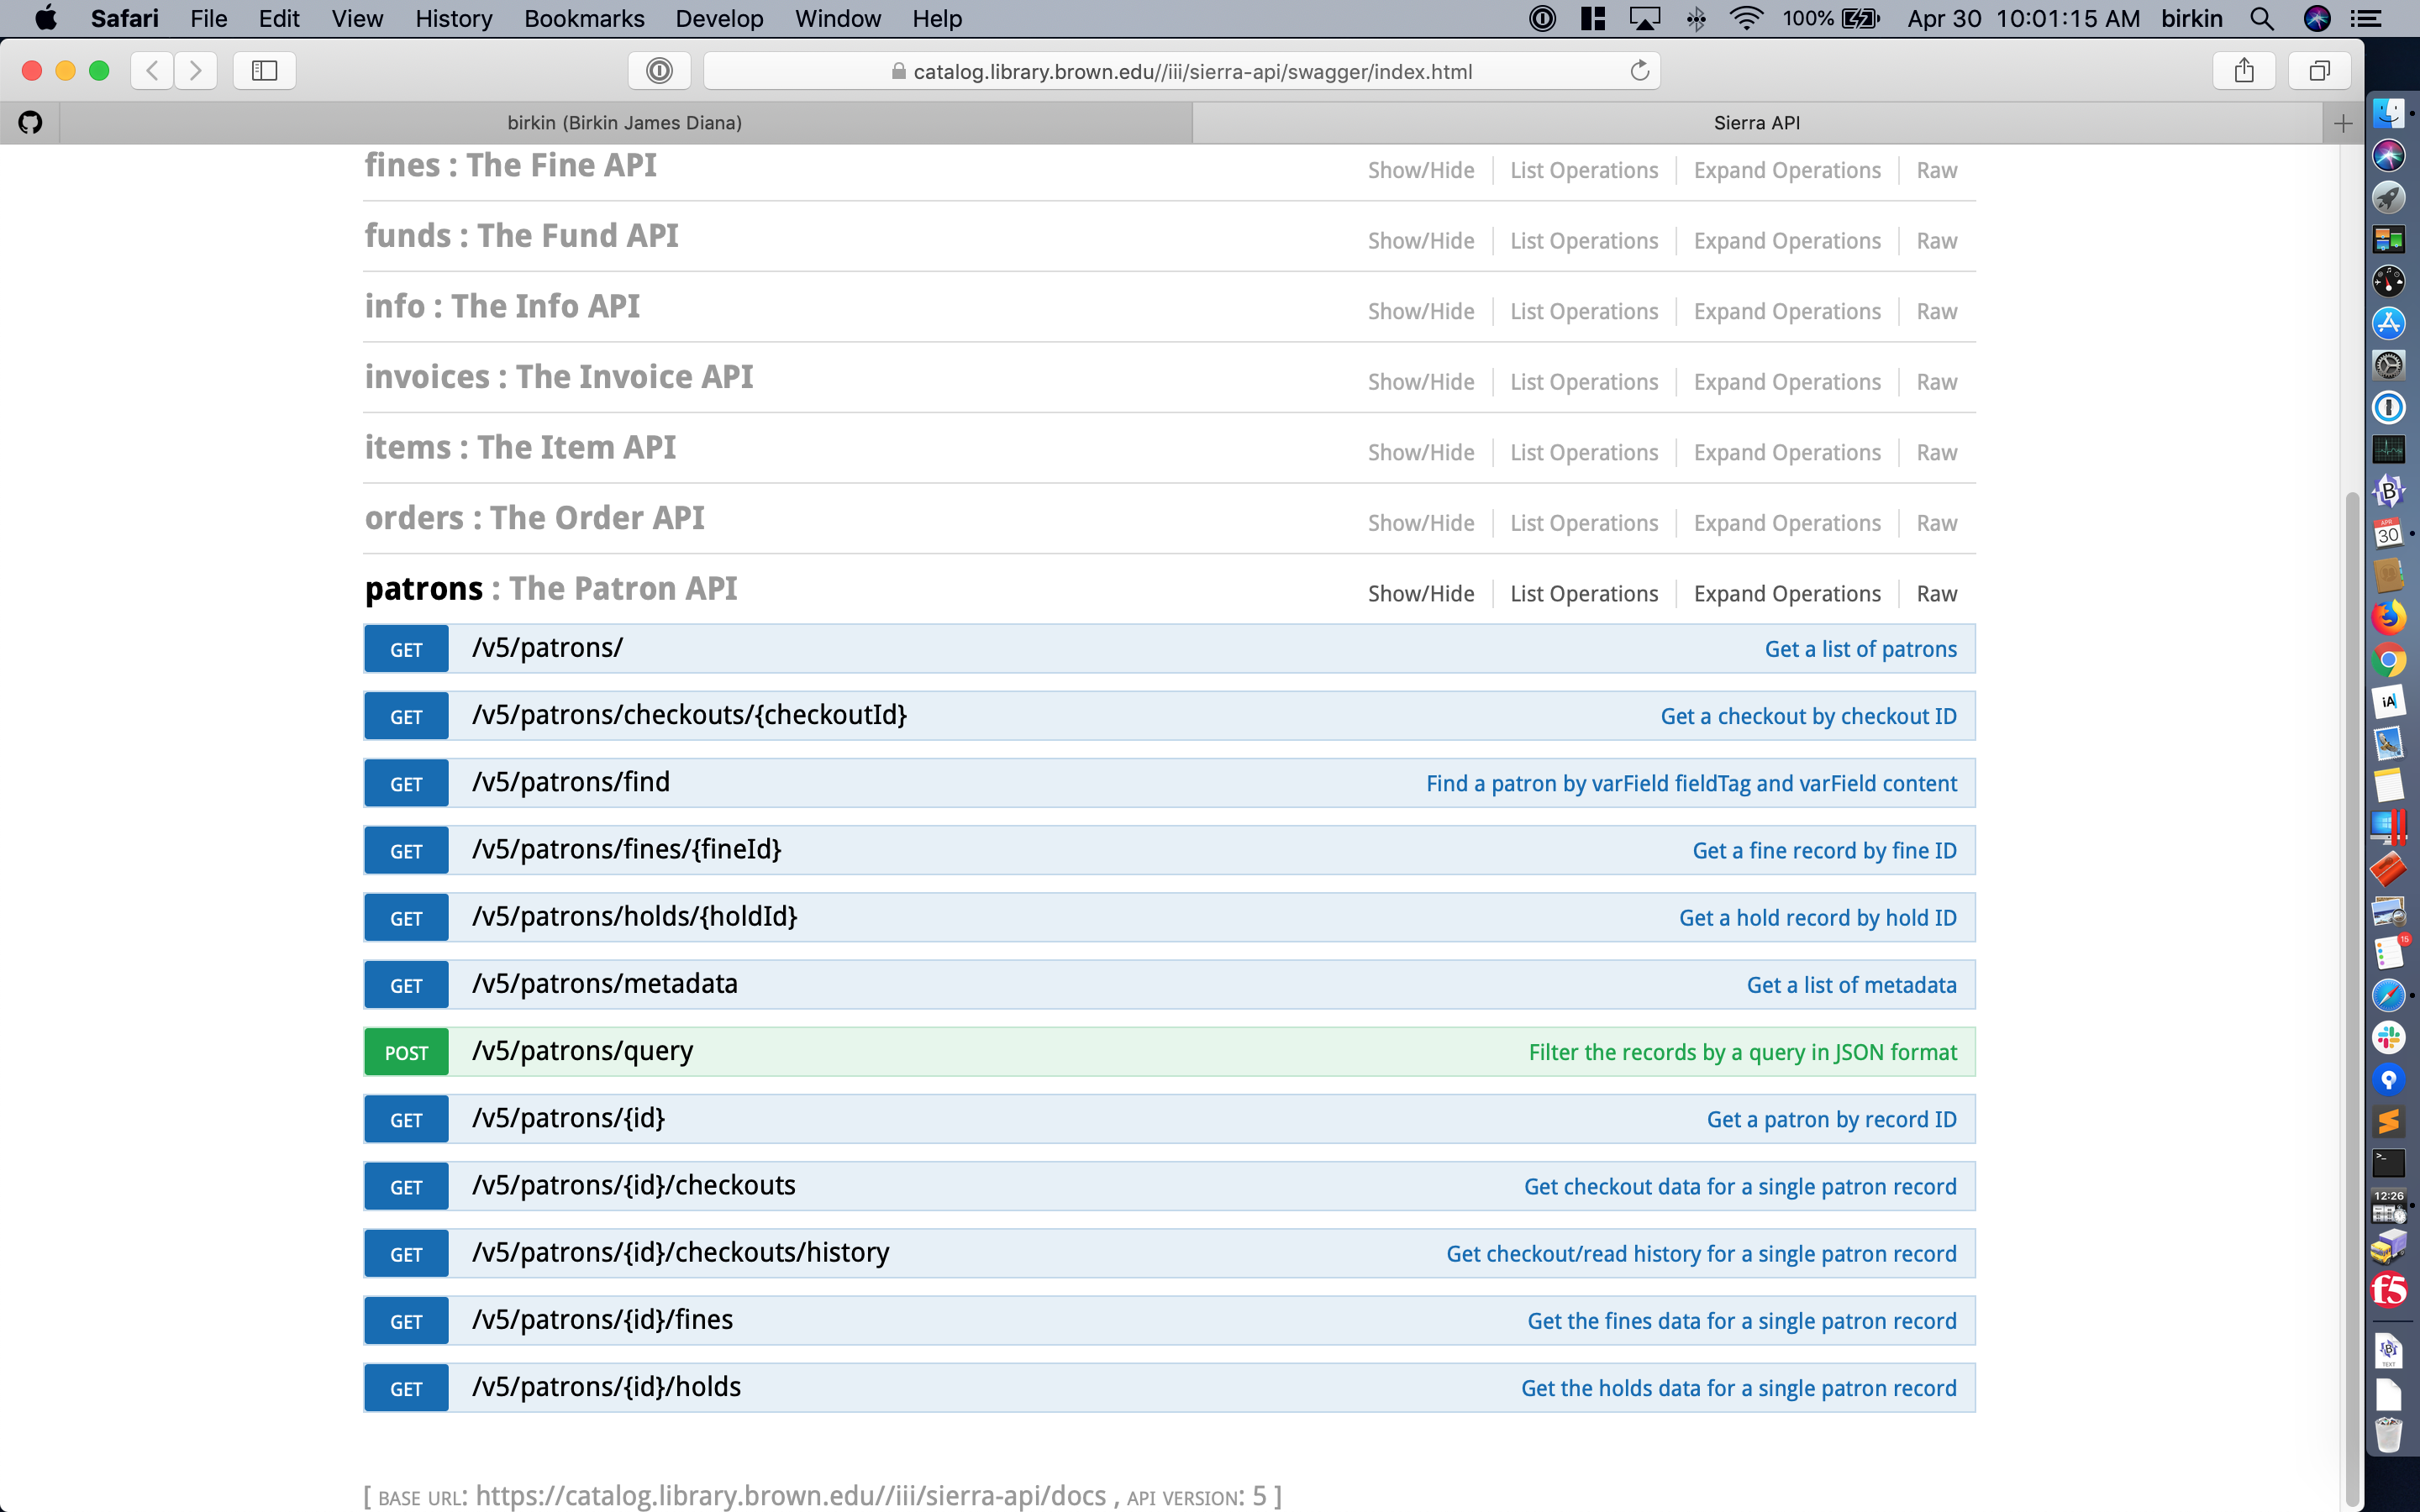 Safari File Edit View History Bookmarks Develop Window Help 100% Apr 30 10:01:15 AM birkin
catalog.library.brown.edu//iii/sierra-api/swagger/index.html
birkin (Birkin James Diana) Sierra API
fines : The Fine API Show/Hide List Operations Expand Operations Raw
funds : The Fund API Show/Hide List Operations Expand Operations Raw
info : The Info API Show/Hide List Operations Expand Operations Raw
invoices : The Invoice API Show/Hide List Operations Expand Operations Raw
items : The Item API Show/Hide List Operations Expand Operations Raw
orders : The Order API Show/Hide List Operations Expand Operations Raw
patrons : The Patron API Show/Hide List Operations Expand Operations Raw
GET /v5/patrons/ Get a list of patrons
GET /v5/patrons/checkouts/{checkoutId} Get a checkout by checkout ID
GET /v5/patrons/find Find a patron by varField fieldTag and varField content
GET /v5/patrons/fines/{fineId} Get a fine record by fine ID
GET /v5/patrons/holds/{holdId} Get a hold record by hold ID
GET /v5/patrons/metadata Get a list of metadata
POST /v5/patrons/query Filter the records by a query in JSON format
GET /v5/patrons/{id} Get a patron by record ID
GET /v5/patrons/{id}/checkouts Get checkout data for a single patron record
GET /v5/patrons/{id}/checkouts/history Get checkout/read history for a single patron record
GET /v5/patrons/{id}/fines Get the fines data for a single patron record
GET /v5/patrons/{id}/holds Get the holds data for a single patron record
[ BASE URL: https://catalog.library.brown.edu//iii/sierra-api/docs , API VERSION: 5 ]
APR
30
iA
15
12:26
f5
TEXT